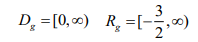 D_g = [0,∞)  R_g = [-3/2,∞)